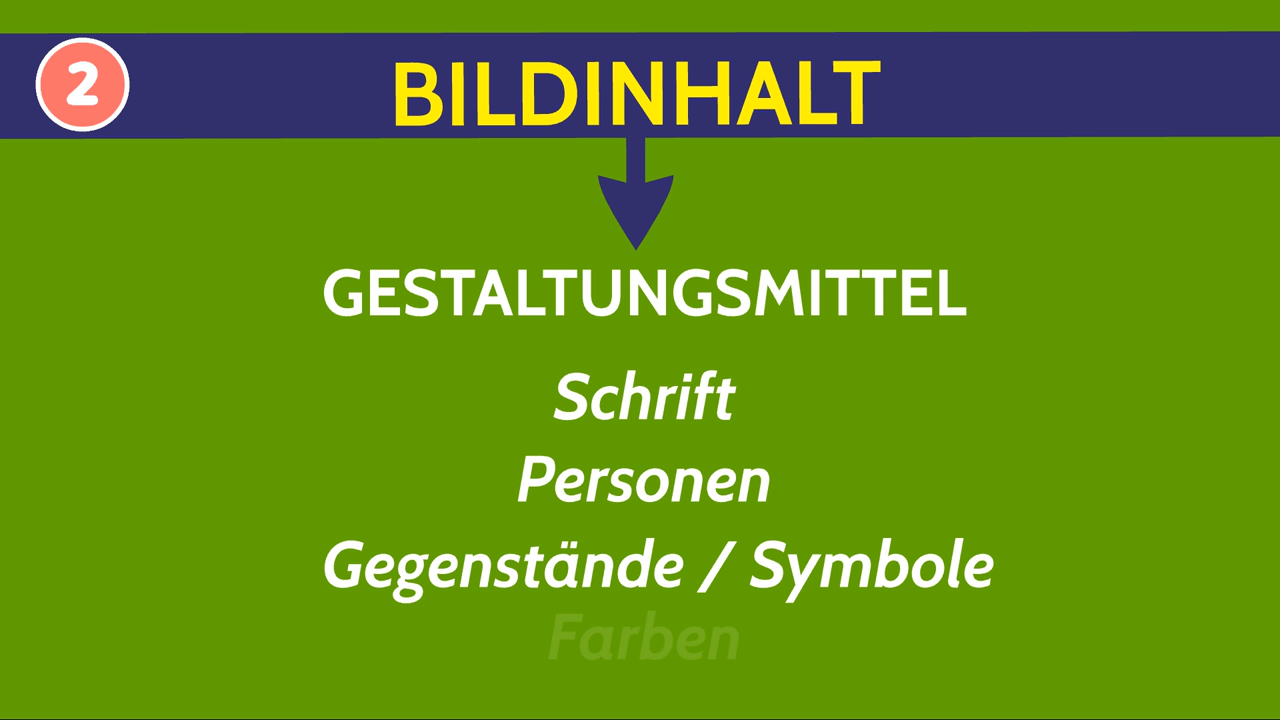 2
BILDINHALT
GESTALTUNGSMITTEL
Schrift
Personen
Gegenstände / Symbole
Farben